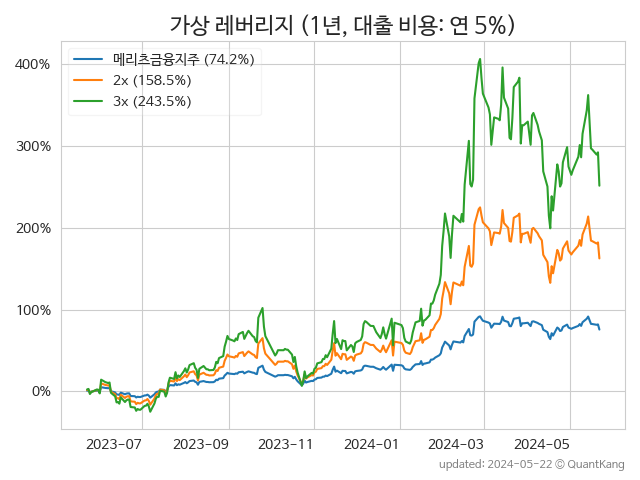 가상 레버리지 (1년, 대출 비용: 연 5%)
메리츠금융지주 (74.2%)
2x (158.5%)
3x (243.5%)
400%
300%
200%
100%
0%
2023-07 2023-09 2023-11 2024-01 2024-03 2024-05
updated: 2024-05-22 © QuantKang